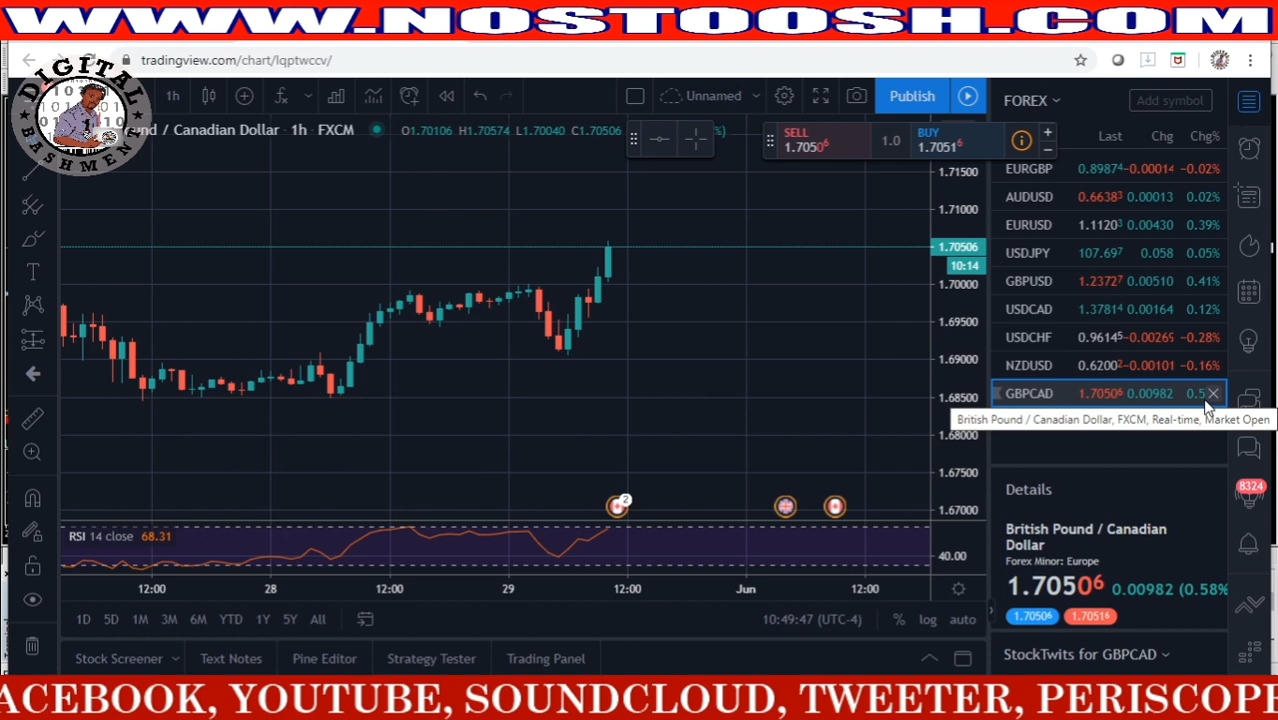 WWW.NOSTOOSH.COM
tradingview.com/chart/lqptwccv/
DIGITAL
BASHMENT
1h
Unnamed
Publish
FOREX
Add symbol
und / Canadian Dollar · 1h · FXCM
O1.70106 H1.70574 L1.70040 C1.70506
%)
SELL
1.70506
1.0
BUY
1.70516
Last Chg Chg%
EURGBP 0.89874 −0.00014 −0.02%
AUDUSD 0.66383 0.00013 0.02%
EURUSD 1.11203 0.00430 0.39%
USDJPY 107.697 0.058 0.05%
GBPUSD 1.23727 0.00510 0.41%
USDCAD 1.37814 0.00164 0.12%
USDCHF 0.96145 −0.00269 −0.28%
NZDUSD 0.62002 −0.00101 −0.16%
GBPCAD 1.70506 0.00982 0.5
British Pound / Canadian Dollar, FXCM, Real-time, Market Open
1.71500
1.71000
1.70506
10:14
1.70000
1.69500
1.69000
1.68500
1.68000
1.67500
1.67000
2
RSI 14 close 68.31
40.00
12:00 28 12:00 29 12:00 Jun 12:00
1D 5D 1M 3M 6M YTD 1Y 5Y All
10:49:47 (UTC-4) % log auto
Stock Screener Text Notes Pine Editor Strategy Tester Trading Panel
Details
8324
British Pound / Canadian
Dollar
Forex Minor: Europe
1.70506 0.00982 (0.58%
1.70506 1.70516
StockTwits for GBPCAD
ACEBOOK, YOUTUBE, SOUNDCLOUD, TWEETER, PERISCOPE